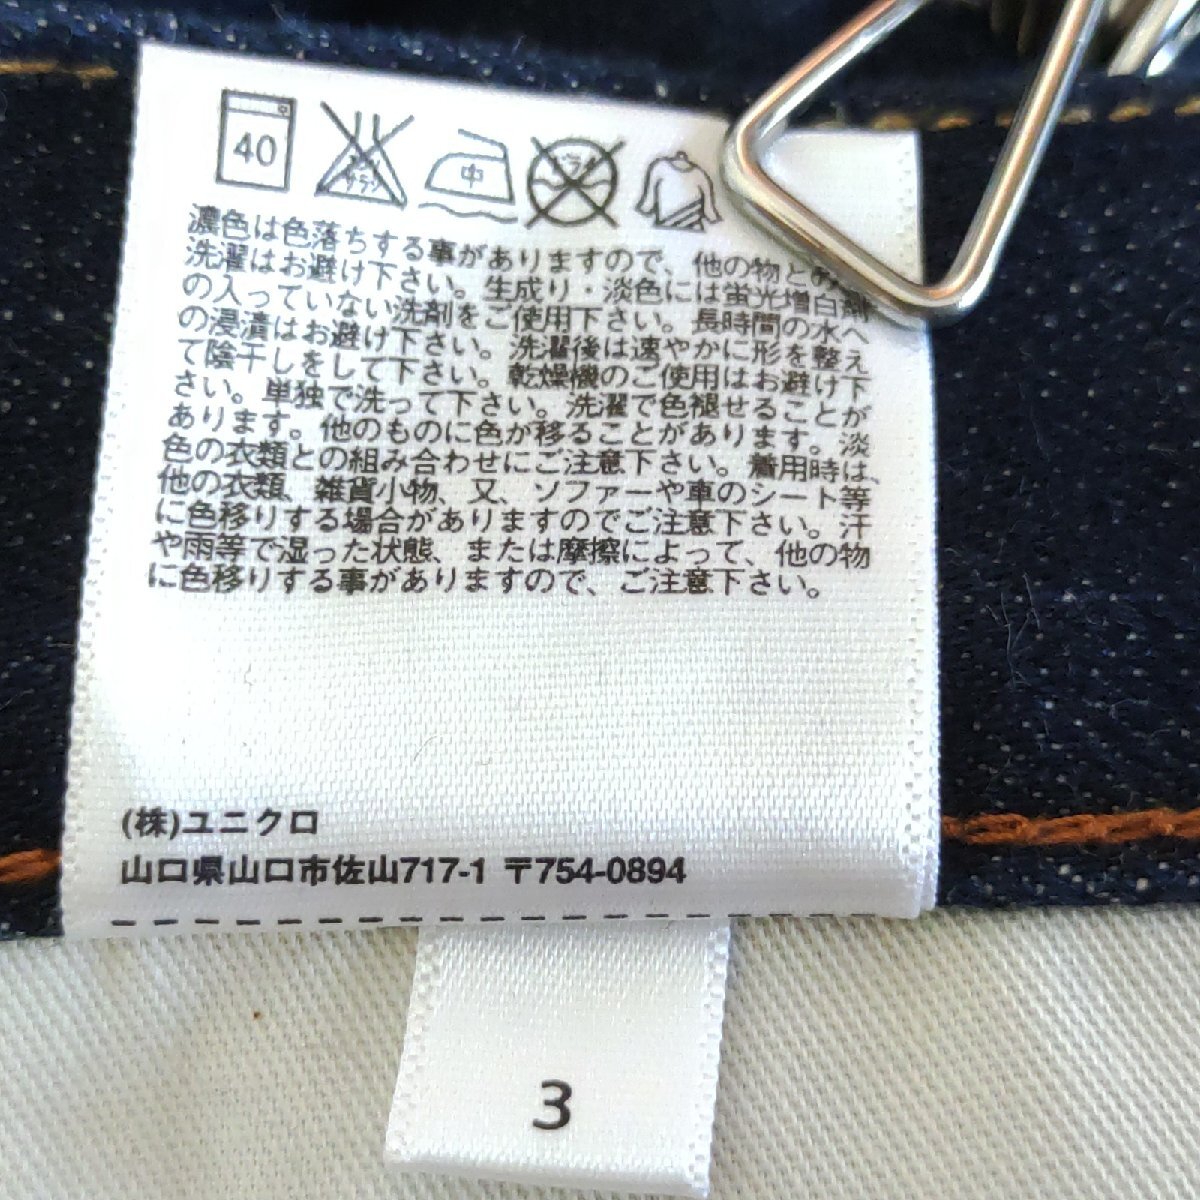 40
エンソ
サラシ
中
ドライ
濃色は色落ちする事がありますので、他の物との
洗濯はお避け下さい。生成り・淡色には蛍光増白剤
の入っていない洗剤をご使用下さい。長時間の水へ
の浸漬はお避け下さい。洗濯後は速やかに形を整え
て陰干しをして下さい。乾燥機のご使用はお避け下
さい。単独で洗って下さい。洗濯で色褪せることが
あります。他のものに色が移ることがあります。淡
色の衣類との組み合わせにご注意下さい。着用時は、
他の衣類、雑貨小物、又、ソファーや車のシート等
に色移りする場合がありますのでご注意下さい。汗
や雨等で湿った状態、または摩擦によって、他の物
に色移りする事がありますので、ご注意下さい。
(株)ユニクロ
山口県山口市佐山717-1 〒754-0894
3